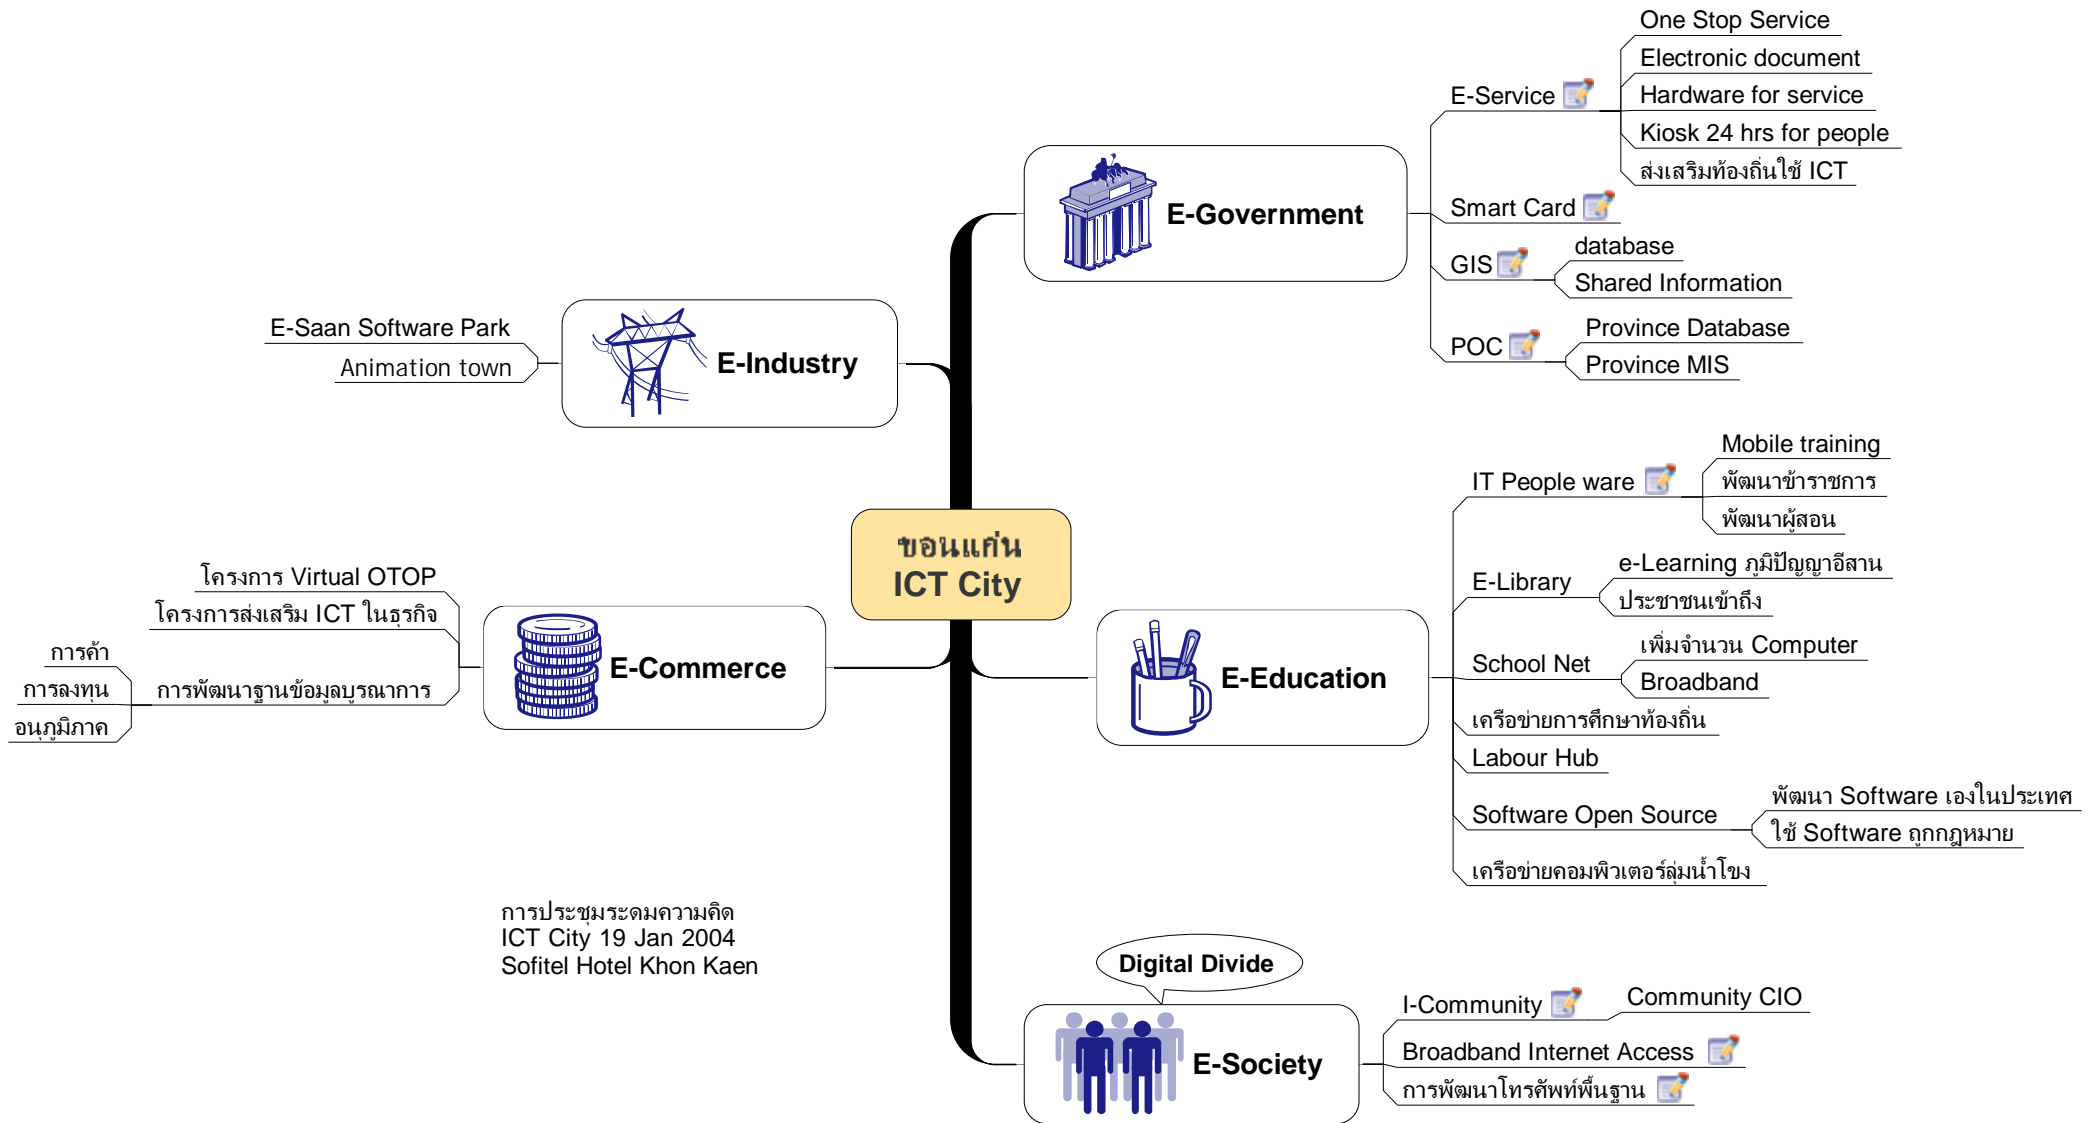 ขอนแก่น
ICT City
E-Government
E-Service
One Stop Service
Electronic document
Hardware for service
Kiosk 24 hrs for people
ส่งเสริมท้องถิ่นใช้ ICT
Smart Card
GIS
database
Shared Information
POC
Province Database
Province MIS
E-Education
IT People ware
Mobile training
พัฒนาข้าราชการ
พัฒนาผู้สอน
E-Library
e-Learning ภูมิปัญญาอีสาน
ประชาชนเข้าถึง
School Net
เพิ่มจำนวน Computer
Broadband
เครือข่ายการศึกษาท้องถิ่น
Labour Hub
Software Open Source
พัฒนา Software เองในประเทศ
ใช้ Software ถูกกฎหมาย
เครือข่ายคอมพิวเตอร์ลุ่มน้ำโขง
Digital Divide
E-Society
I-Community
Community CIO
Broadband Internet Access
การพัฒนาโทรศัพท์พื้นฐาน
E-Industry
E-Saan Software Park
Animation town
E-Commerce
โครงการ Virtual OTOP
โครงการส่งเสริม ICT ในธุรกิจ
การพัฒนาฐานข้อมูลบูรณาการ
การค้า
การลงทุน
อนุภูมิภาค
การประชุมระดมความคิด
ICT City 19 Jan 2004
Sofitel Hotel Khon Kaen